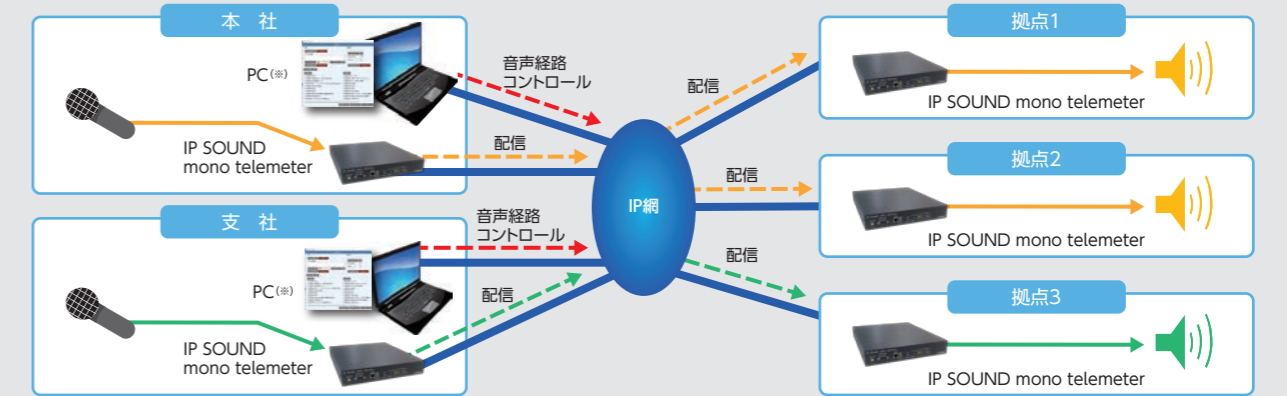 本 社
PC(※)
IP SOUND
mono telemeter
音声経路
コントロール
配信
支 社
PC(※)
IP SOUND
mono telemeter
音声経路
コントロール
配信
IP網
配信
配信
配信
拠点1
IP SOUND mono telemeter
拠点2
IP SOUND mono telemeter
拠点3
IP SOUND mono telemeter